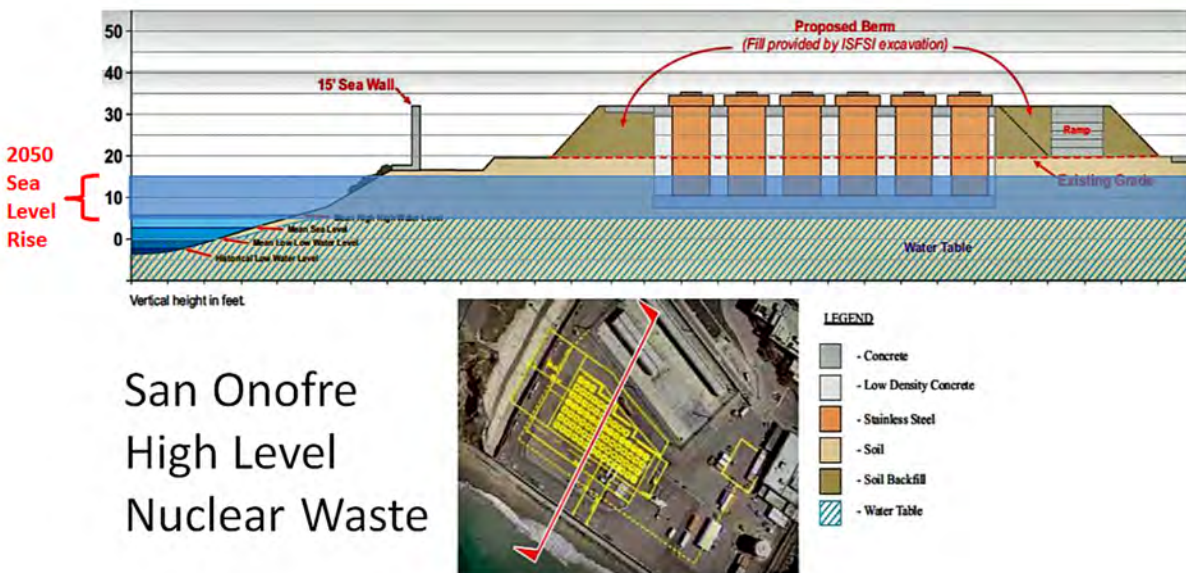 50
40
30
20
10
0
2050
Sea
Level
Rise
15' Sea Wall
Proposed Berm
(Fill provided by ISFSI excavation)
Ramp
Existing Grade
Mean High High Water Level
Mean Sea Level
Mean Low Low Water Level
Historical Low Water Level
Water Table
Vertical height in feet.
San Onofre
High Level
Nuclear Waste
LEGEND
- Concrete
- Low Density Concrete
- Stainless Steel
- Soil
- Soil Backfill
- Water Table